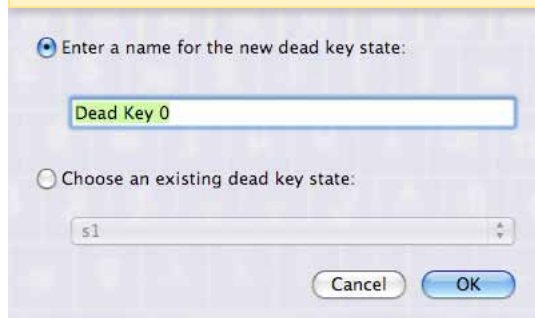 Enter a name for the new dead key state:
Dead Key 0
Choose an existing dead key state:
s1
Cancel OK